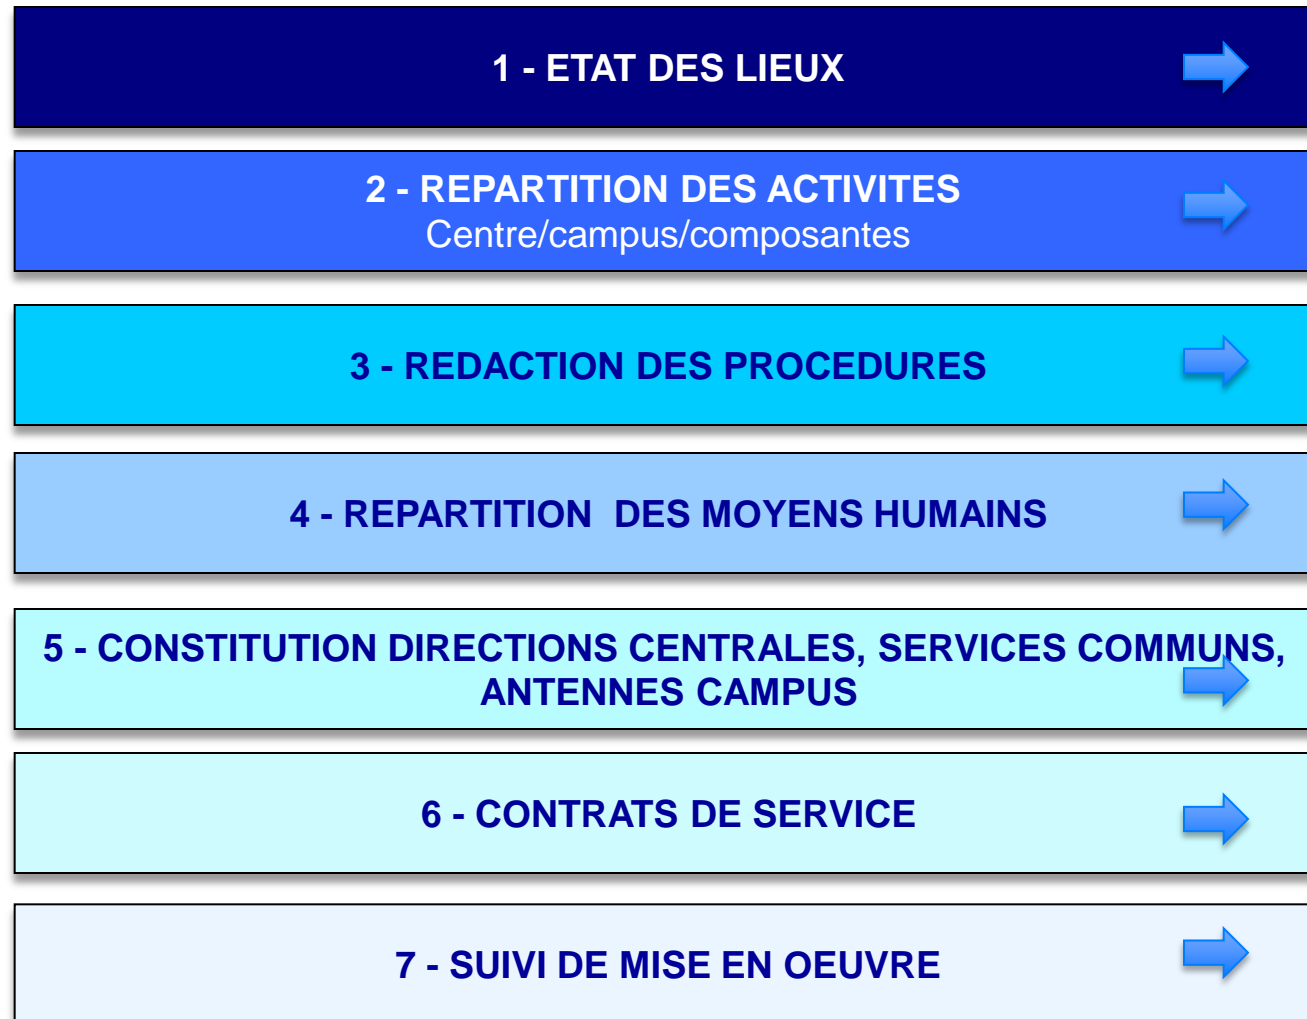 1 - ETAT DES LIEUX
2 - REPARTITION DES ACTIVITES
Centre/campus/composantes
3 - REDACTION DES PROCEDURES
4 - REPARTITION  DES MOYENS HUMAINS
5 - CONSTITUTION DIRECTIONS CENTRALES, SERVICES COMMUNS,
ANTENNES CAMPUS
6 - CONTRATS DE SERVICE
7 - SUIVI DE MISE EN OEUVRE